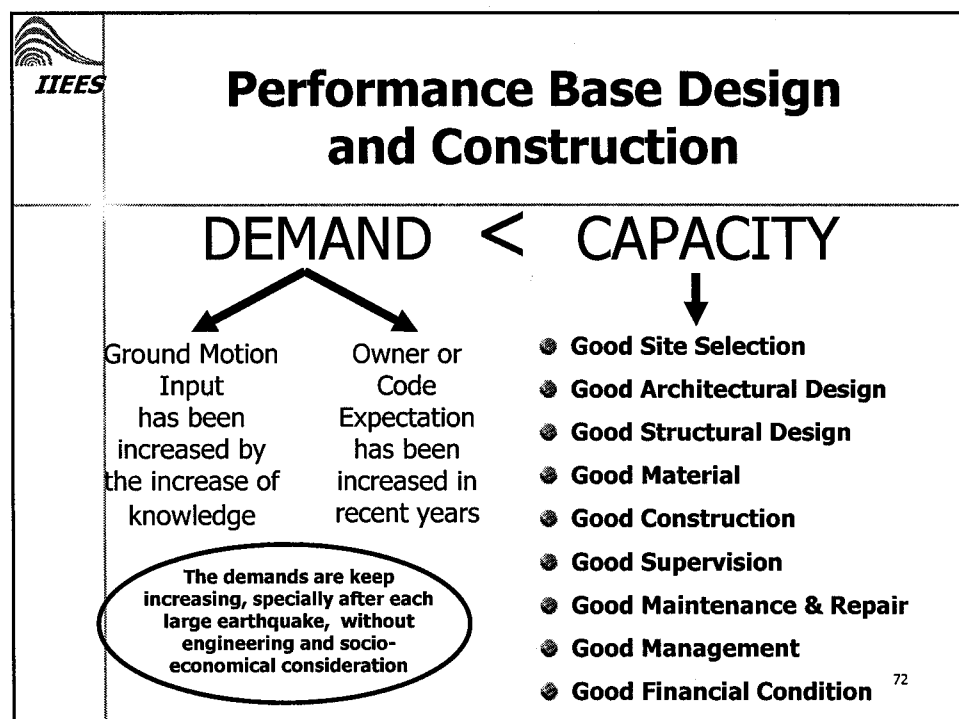 IIEES
Performance Base Design
and Construction
DEMAND < CAPACITY
Ground Motion
Input
has been
increased by
the increase of
knowledge
Owner or
Code
Expectation
has been
increased in
recent years
The demands are keep
increasing, specially after each
large earthquake, without
engineering and socio-
economical consideration
Good Site Selection
Good Architectural Design
Good Structural Design
Good Material
Good Construction
Good Supervision
Good Maintenance & Repair
Good Management
Good Financial Condition
72